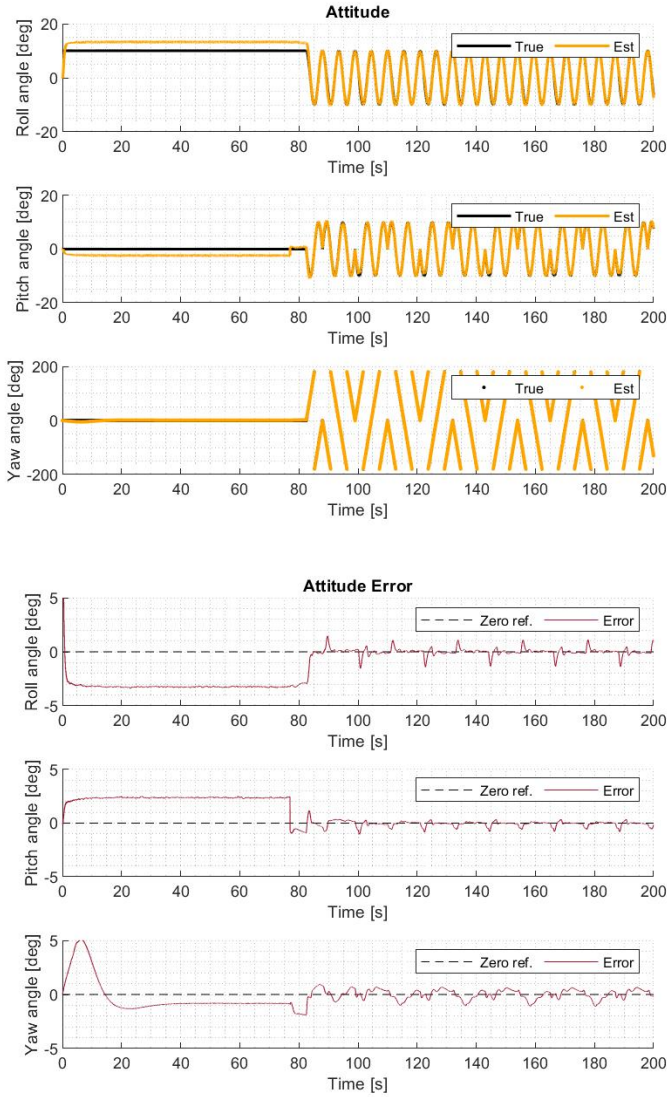 Attitude
20
0
-20
Roll angle [deg]
True Est
0 20 40 60 80 100 120 140 160 180 200
Time [s]
20
0
-20
Pitch angle [deg]
True Est
0 20 40 60 80 100 120 140 160 180 200
Time [s]
200
0
-200
Yaw angle [deg]
True Est
0 20 40 60 80 100 120 140 160 180 200
Time [s]
Attitude Error
5
0
-5
Roll angle [deg]
Zero ref. Error
0 20 40 60 80 100 120 140 160 180 200
Time [s]
5
0
-5
Pitch angle [deg]
Zero ref. Error
0 20 40 60 80 100 120 140 160 180 200
Time [s]
5
0
-5
Yaw angle [deg]
Zero ref. Error
0 20 40 60 80 100 120 140 160 180 200
Time [s]